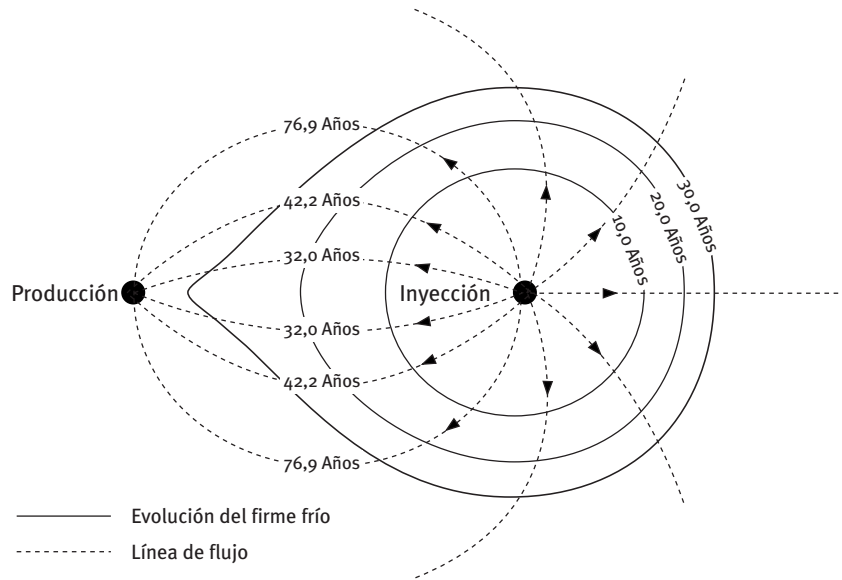 76,9 Años
42,2 Años
32,0 Años
30,0 Años
20,0 Años
10,0 Años
Producción
Inyección
32,0 Años
42,2 Años
76,9 Años
Evolución del firme frío
Línea de flujo